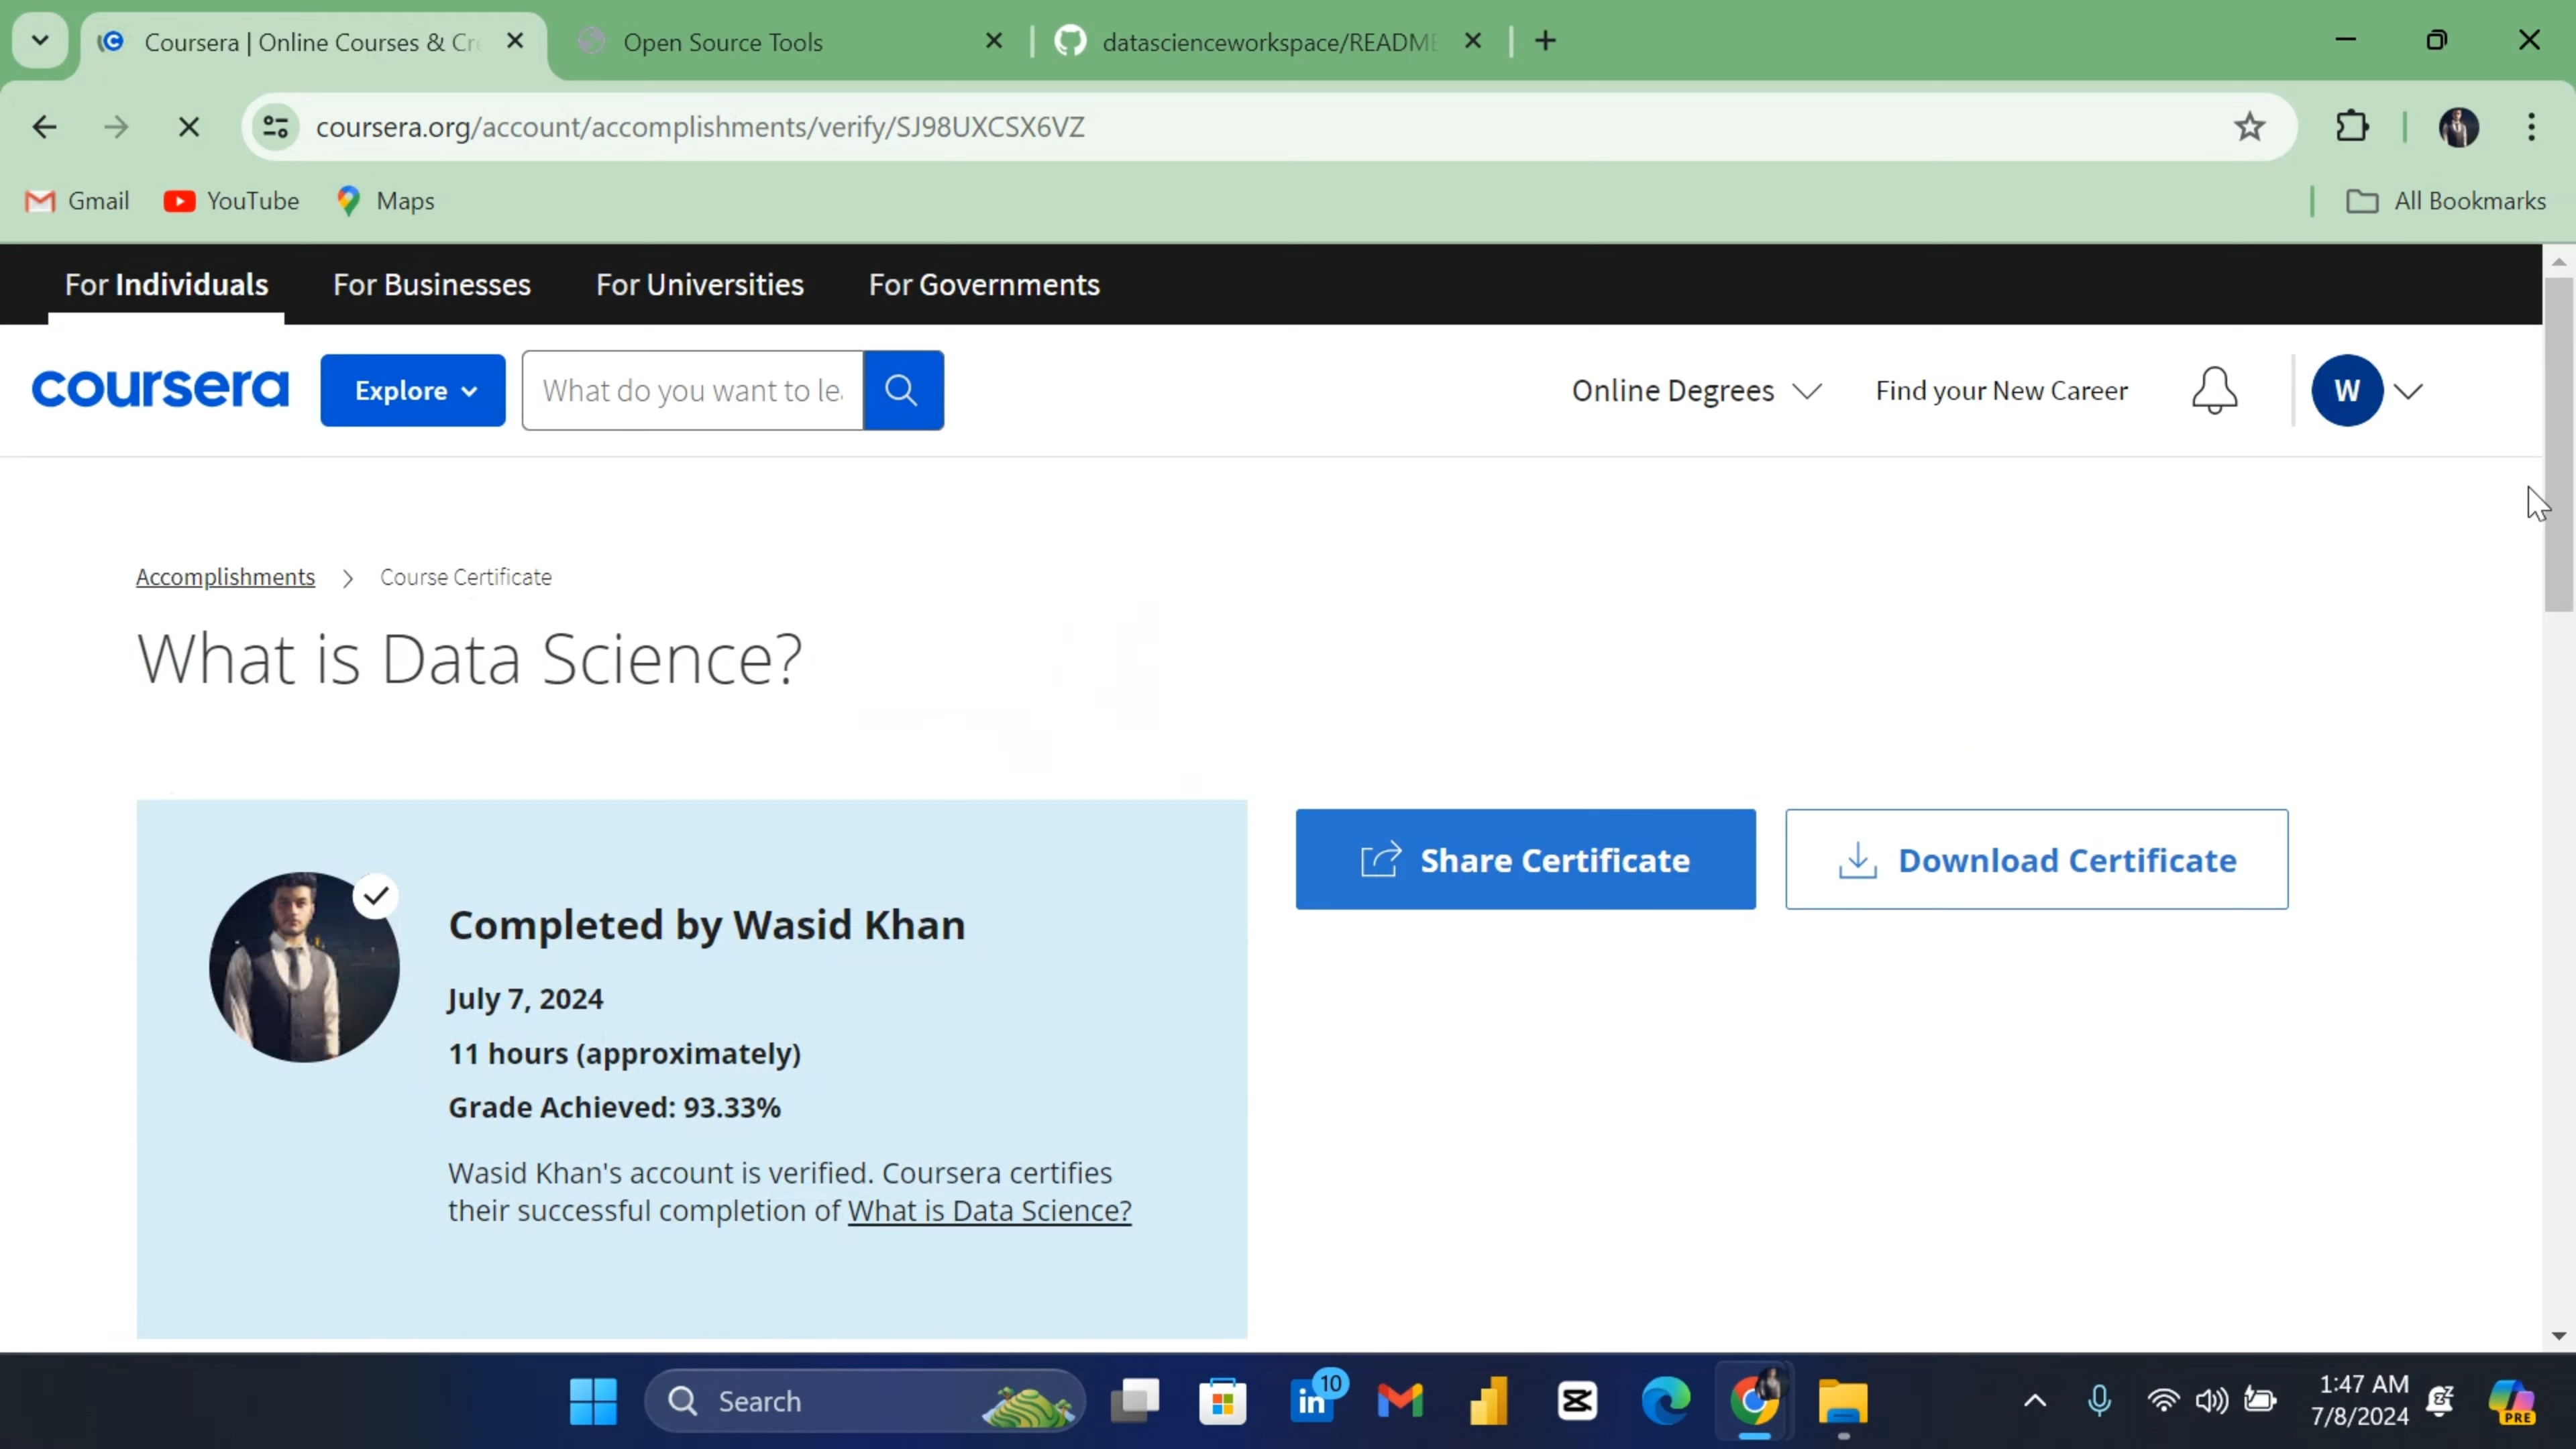 Coursera | Online Courses & Cr
Open Source Tools
datascienceworkspace/README
coursera.org/account/accomplishments/verify/SJ98UXCSX6VZ
Gmail
YouTube
Maps
All Bookmarks
For Individuals
For Businesses
For Universities
For Governments
coursera
Explore
What do you want to le
Online Degrees
Find your New Career
W
Accomplishments
Course Certificate
What is Data Science?
Share Certificate
Download Certificate
Completed by Wasid Khan
July 7, 2024
11 hours (approximately)
Grade Achieved: 93.33%
Wasid Khan's account is verified. Coursera certifies
their successful completion of What is Data Science?
Search
10
in
1:47 AM
7/8/2024
PRE